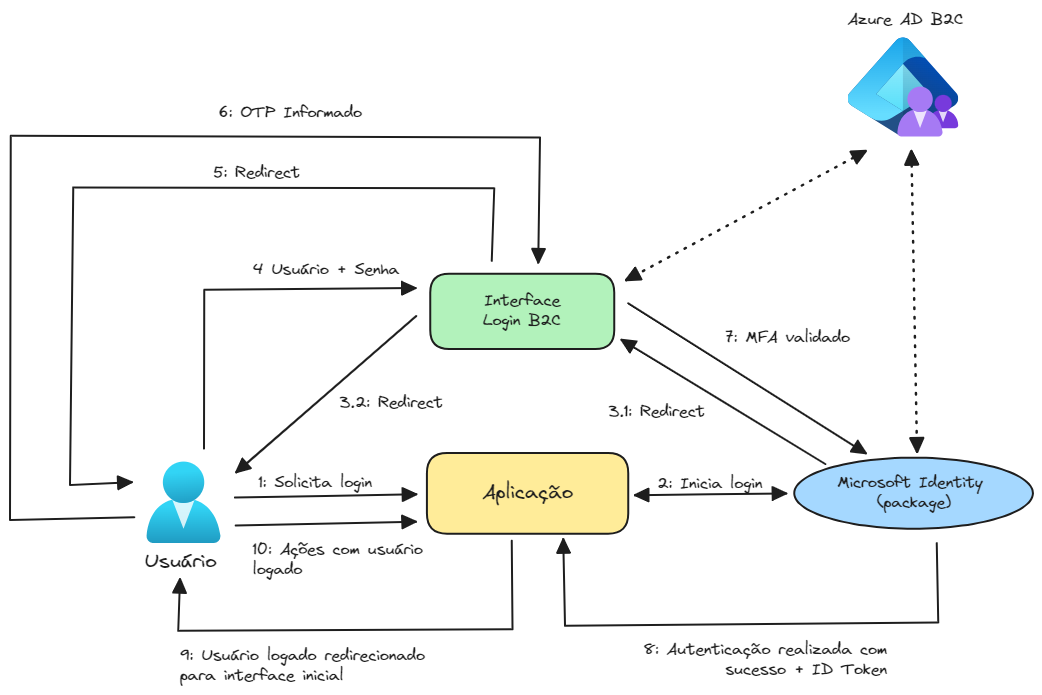 Azure AD B2C
6: OTP Informado
5: Redirect
4 Usuário + Senha
Interface
Login B2C
7: MFA validado
3.2: Redirect
3.1: Redirect
1: Solicita login
Aplicação
2: Inicia login
Microsoft Identity
(package)
Usuário
10: Ações com usuário
logado
9: Usuário logado redirecionado
para interface inicial
8: Autenticação realizada com
sucesso + ID Token